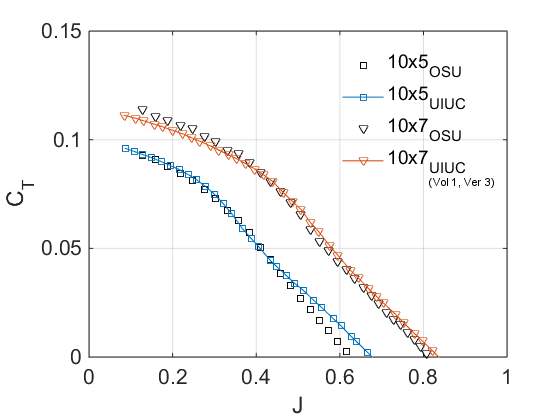 0.15
0.1
0.05
0
C_T
0 0.2 0.4 0.6 0.8 1
J
10x5_OSU
10x5_UIUC
10x7_OSU
10x7_UIUC
(Vol 1, Ver 3)